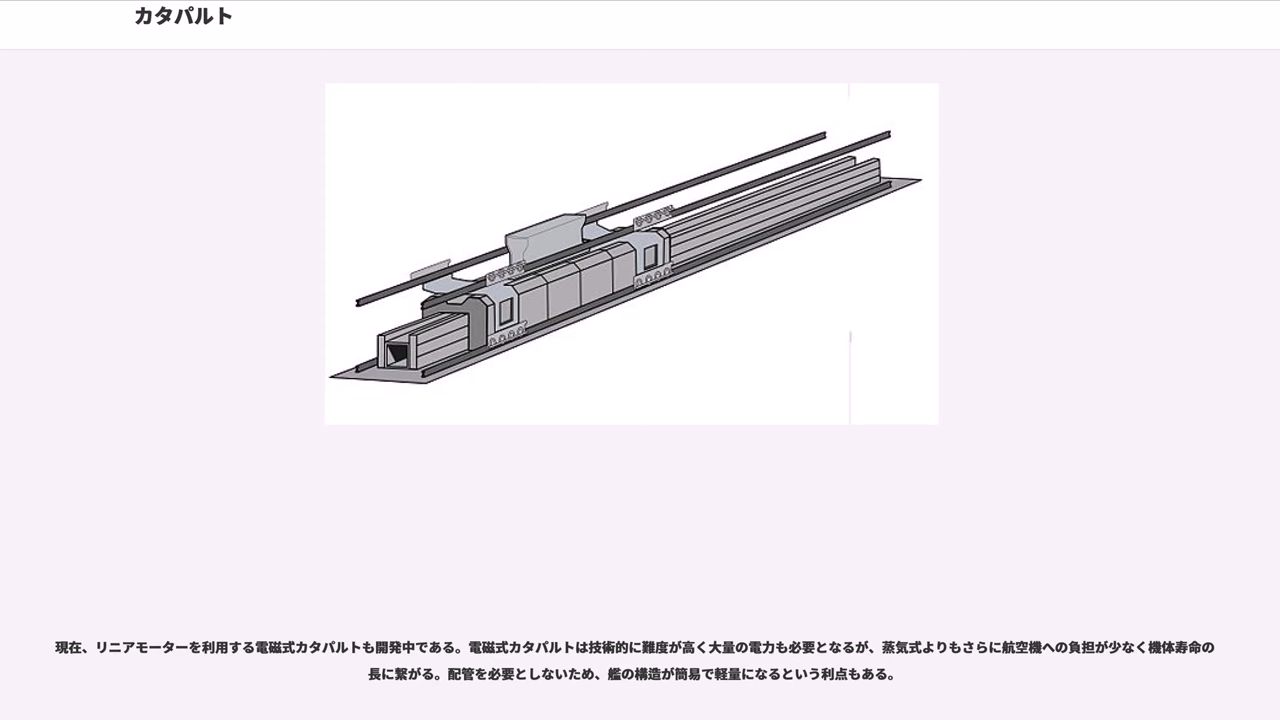 カタパルト
現在、リニアモーターを利用する電磁式カタパルトも開発中である。電磁式カタパルトは技術的に難度が高く大量の電力も必要となるが、蒸気式よりもさらに航空機への負担が少なく機体寿命の
長に繋がる。配管を必要としないため、艦の構造が簡易で軽量になるという利点もある。